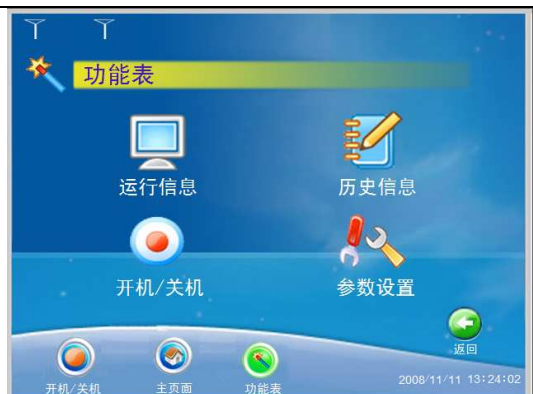 功能表
运行信息
历史信息
开机/关机
参数设置
返回
开机/关机
主页面
功能表
2008/11/11 13:24:02